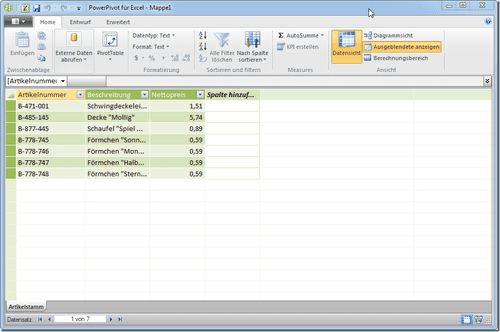 PowerPivot für Excel - Mappe1
Home Entwurf Erweitert
Einfügen
Zwischenablage
Externe Daten abrufen
PivotTable
Datentyp: Text
Format: Text
Formatierung
Alle Filter löschen
Nach Spalte sortieren
Sortieren und filtern
AutoSumme
KPI erstellen
Measures
Datensicht
Diagrammsicht
Ausgeblendete anzeigen
Berechnungsbereich
Ansicht
[Artikelnummer
Artikelnummer Beschreibung Nettopreis Spalte hinzuf...
B-471-001 Schwingdeckelei... 1,51
B-485-145 Decke "Mollig" 5,74
B-877-445 Schaufel "Spiel ... 0,89
B-778-745 Förmchen "Sonn... 0,59
B-778-746 Förmchen "Mon... 0,59
B-778-747 Förmchen "Halb... 0,59
B-778-748 Förmchen "Stern... 0,59
Artikelstamm
Datensatz: 1 von 7